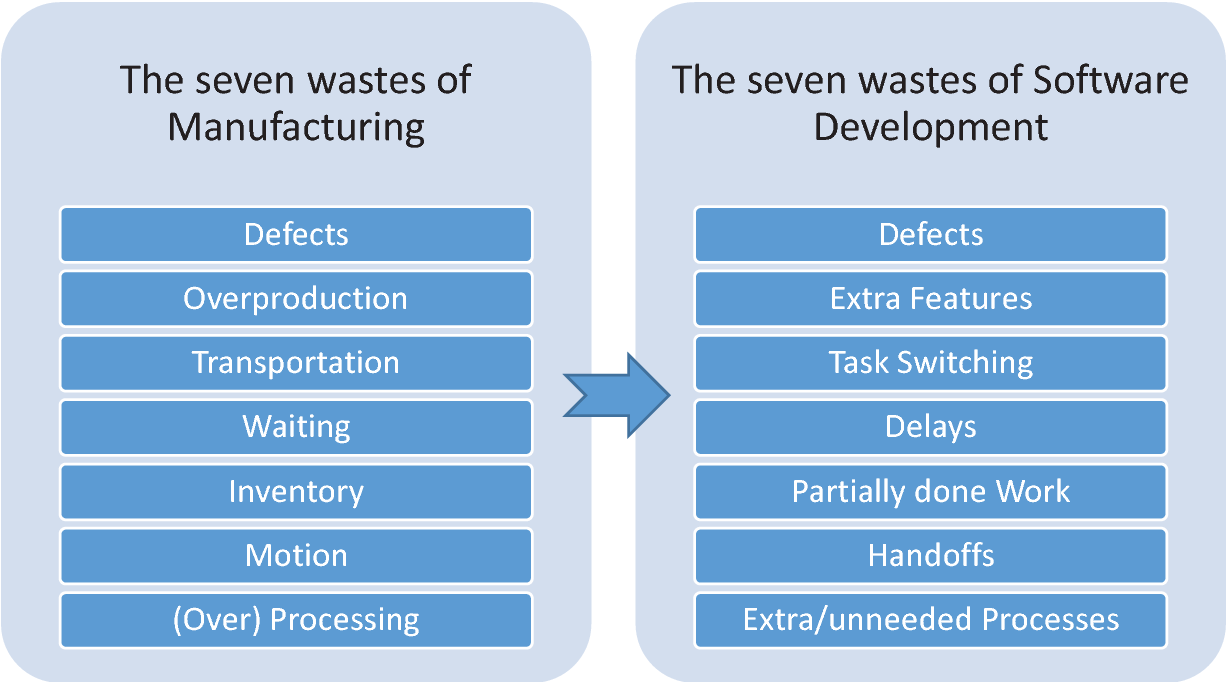 The seven wastes of
Manufacturing
Defects
Overproduction
Transportation
Waiting
Inventory
Motion
(Over) Processing
The seven wastes of Software
Development
Defects
Extra Features
Task Switching
Delays
Partially done Work
Handoffs
Extra/unneeded Processes